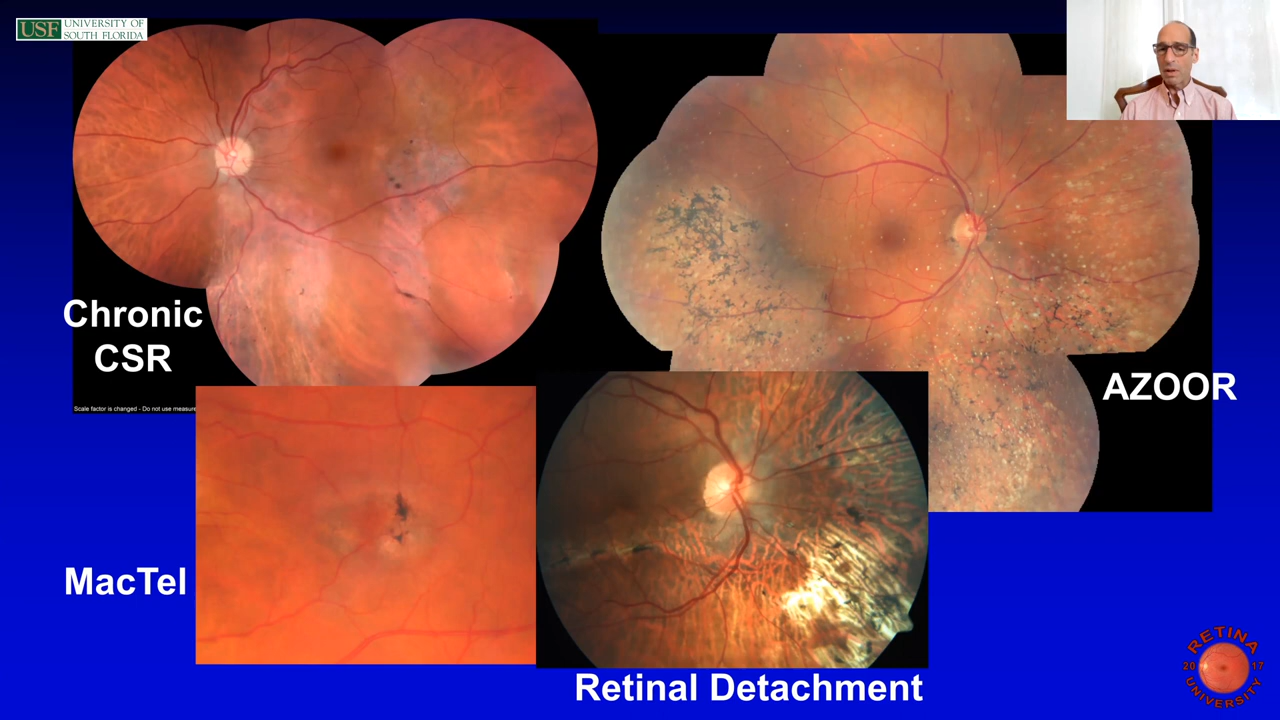 USF UNIVERSITY OF
SOUTH FLORIDA
Chronic
CSR
Scale factor is changed - Do not use measure
AZOOR
MacTel
Retinal Detachment
RETINA
20 17
UNIVERSITY